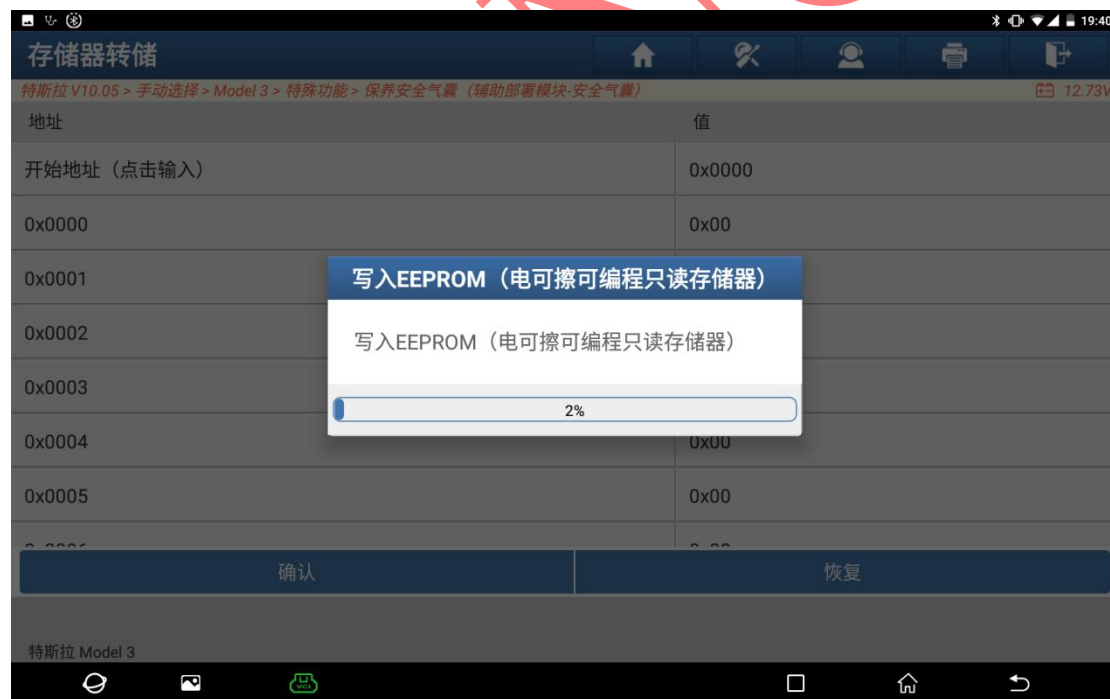 19:40
存储器转储
特斯拉 V10.05 > 手动选择 > Model 3 > 特殊功能 > 保养安全气囊（辅助部署模块-安全气囊）
12.73V
地址 值
开始地址（点击输入） 0x0000
0x0000 0x00
0x0001
写入EEPROM（电可擦可编程只读存储器）
0x0002
写入EEPROM（电可擦可编程只读存储器）
0x0003
2%
0x0004 0x00
0x0005 0x00
确认 恢复
特斯拉 Model 3
VCI